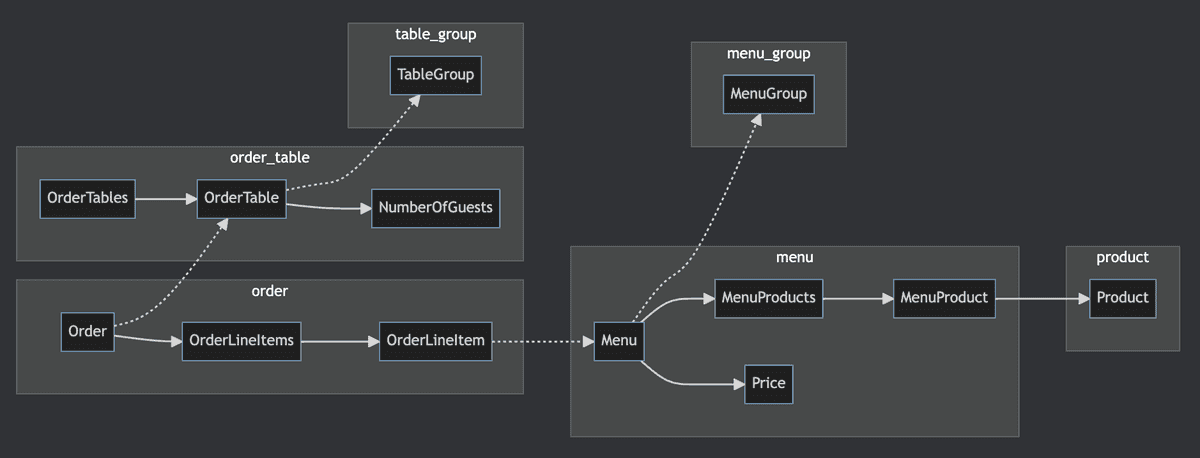 table_group
TableGroup
menu_group
MenuGroup
order_table
OrderTables
OrderTable
NumberOfGuests
order
Order
OrderLineItems
OrderLineItem
menu
Menu
MenuProducts
MenuProduct
Price
product
Product